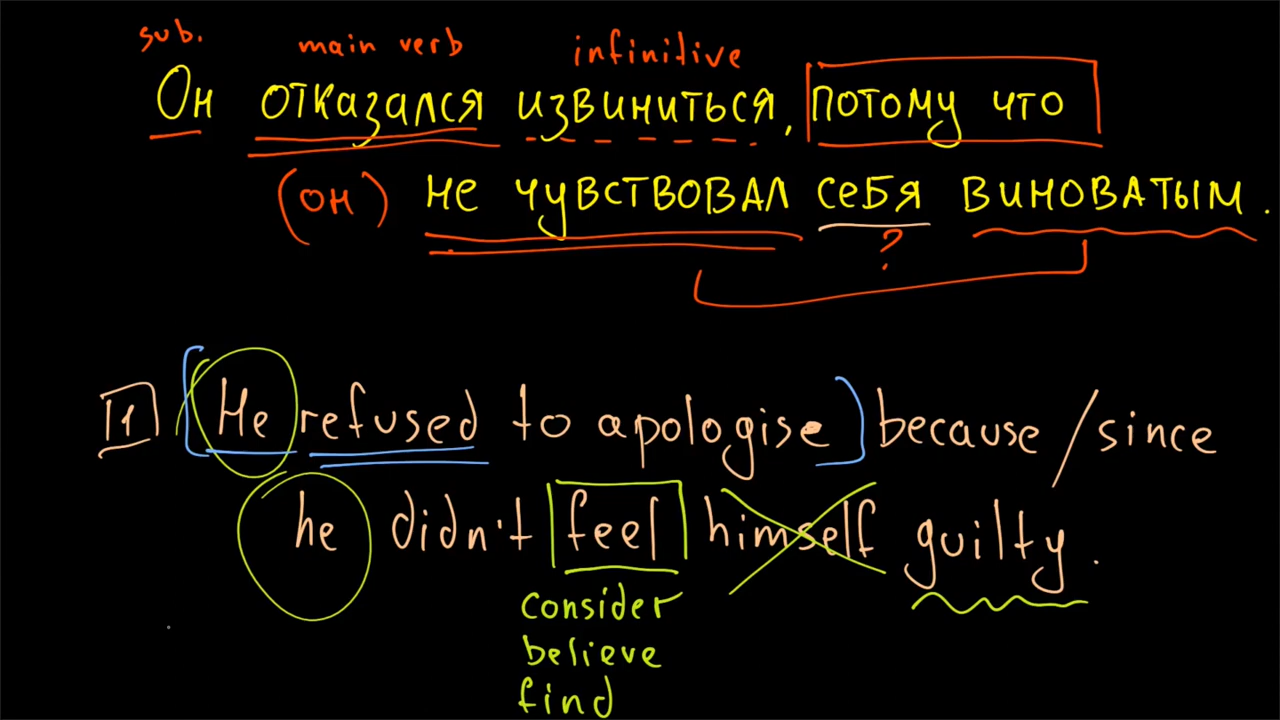 sub. main verb infinitive
Он отказался извиниться, потому что
(он) не чувствовал себя виноватым.
?
1 [He refused to apologise] because / since
he didn't feel himself guilty.
consider
believe
find